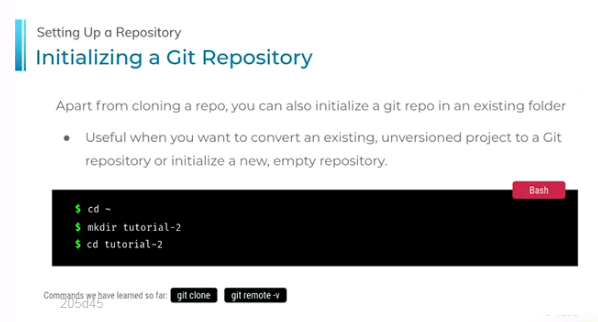 Setting Up a Repository
Initializing a Git Repository
Apart from cloning a repo, you can also initialize a git repo in an existing folder
● Useful when you want to convert an existing, unversioned project to a Git
repository or initialize a new, empty repository.
Bash
$ cd ~
$ mkdir tutorial-2
$ cd tutorial-2
Commands we have learned so far: git clone git remote -v
205d45